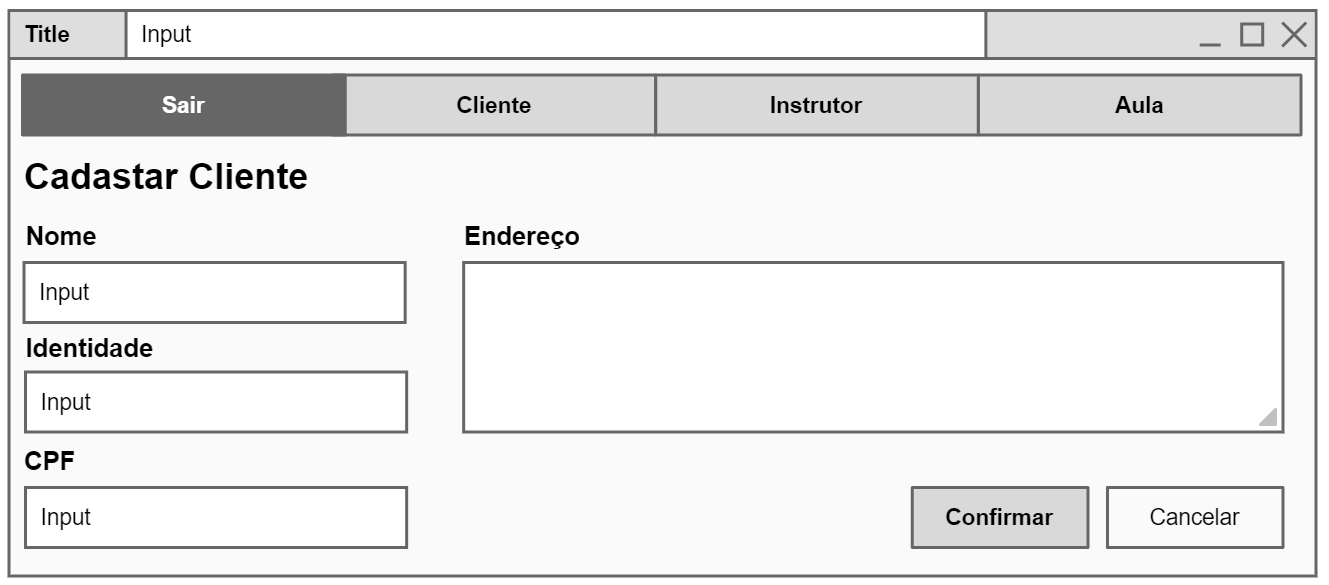 Title Input
Sair Cliente Instrutor Aula
Cadastar Cliente
Nome
Input
Identidade
Input
CPF
Input
Endereço
Confirmar Cancelar